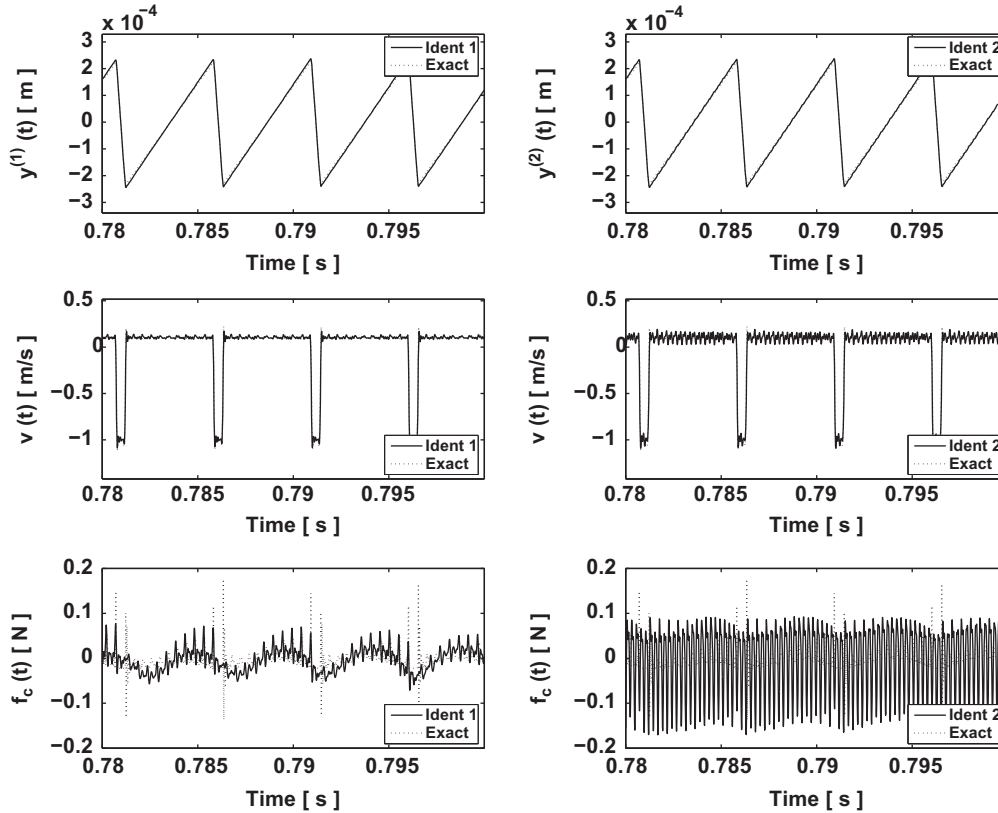 x 10⁻⁴
y⁽¹⁾ (t) [ m ]
3
2
1
0
−1
−2
−3
0.78 0.785 0.79 0.795
Time [ s ]
Ident 1
Exact
x 10⁻⁴
y⁽²⁾ (t) [ m ]
3
2
1
0
−1
−2
−3
0.78 0.785 0.79 0.795
Time [ s ]
Ident 2
Exact
v (t) [ m/s ]
0.5
0
−0.5
−1
0.78 0.785 0.79 0.795
Time [ s ]
Ident 1
Exact
v (t) [ m/s ]
0.5
0
−0.5
−1
0.78 0.785 0.79 0.795
Time [ s ]
Ident 2
Exact
f_c (t) [ N ]
0.2
0.1
0
−0.1
−0.2
0.78 0.785 0.79 0.795
Time [ s ]
Ident 1
Exact
f_c (t) [ N ]
0.2
0.1
0
−0.1
−0.2
0.78 0.785 0.79 0.795
Time [ s ]
Ident 2
Exact